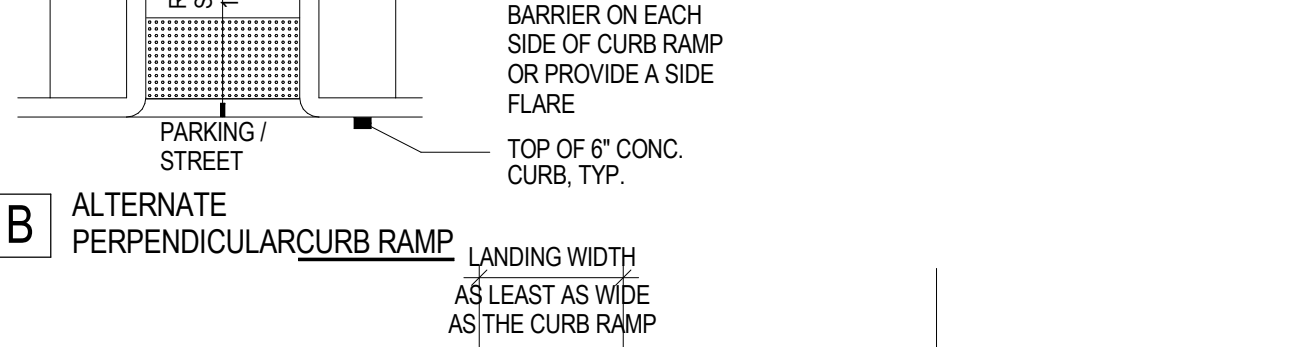 BARRIER ON EACH
SIDE OF CURB RAMP
OR PROVIDE A SIDE
FLARE
PARKING /
STREET
TOP OF 6" CONC.
CURB, TYP.
B
ALTERNATE
PERPENDICULARCURB RAMP
LANDING WIDTH
AS LEAST AS WIDE
AS THE CURB RAMP